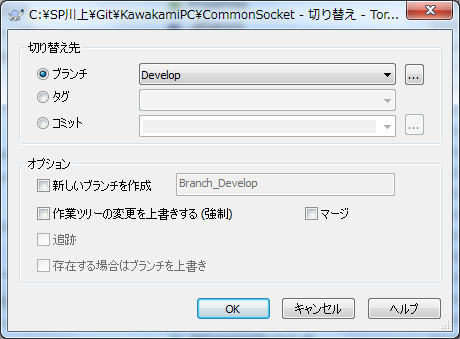 C:¥SP川上¥Git¥KawakamiPC¥CommonSocket - 切り替え - Tor...
切り替え先
ブランチ
Develop
...
タグ
コミット
...
オプション
新しいブランチを作成
Branch_Develop
作業ツリーの変更を上書きする (強制)
マージ
追跡
存在する場合はブランチを上書き
OK
キャンセル
ヘルプ